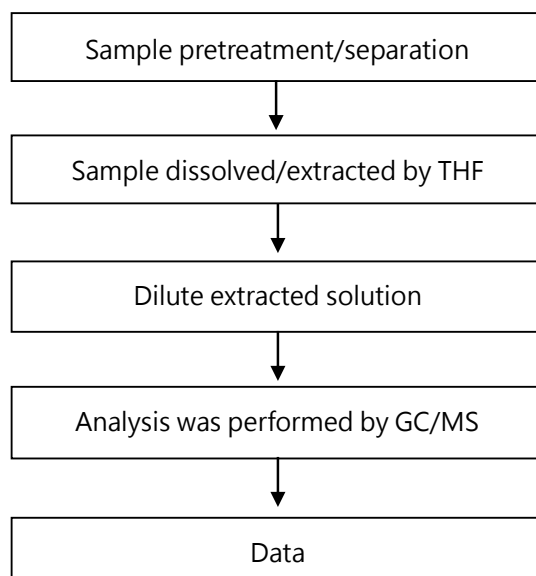 Sample pretreatment/separation
Sample dissolved/extracted by THF
Dilute extracted solution
Analysis was performed by GC/MS
Data